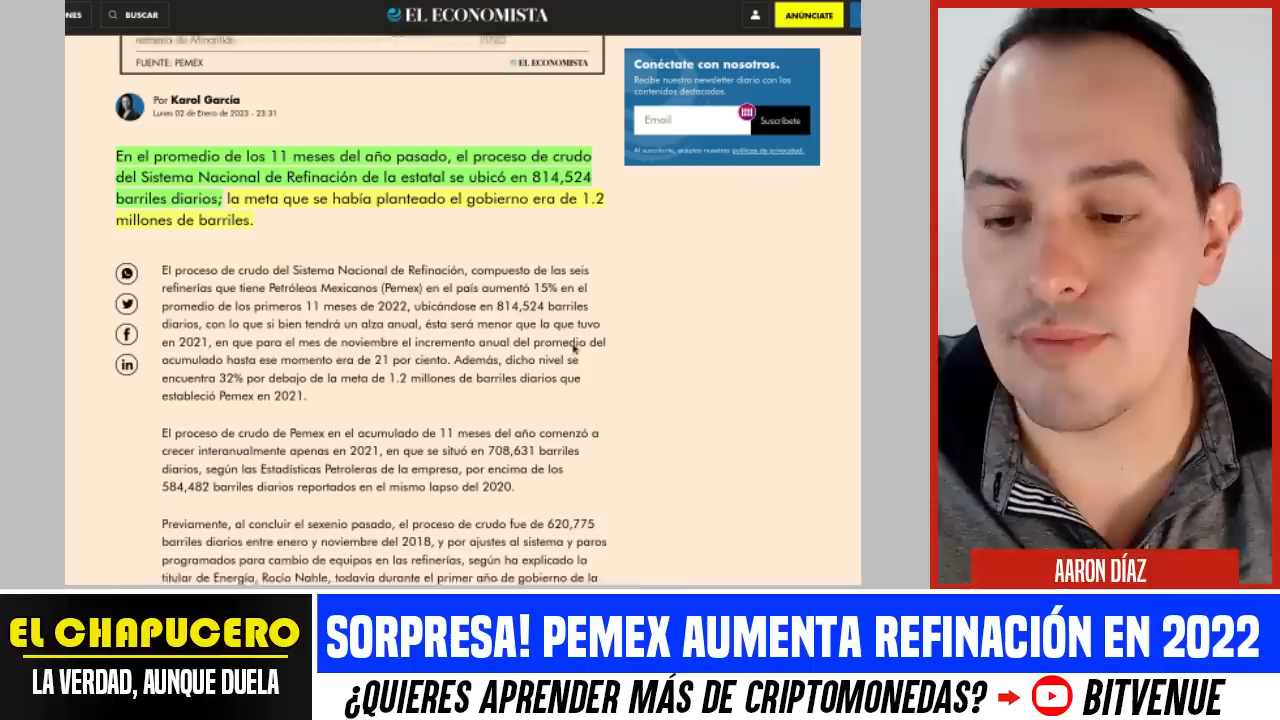 NES
BUSCAR
EL ECONOMISTA
ANÚNCIATE
refinería de Minatitlán
2023
FUENTE: PEMEX
EL ECONOMISTA
Por Karol García
Lunes 02 de Enero de 2023 - 23:31
En el promedio de los 11 meses del año pasado, el proceso de crudo
del Sistema Nacional de Refinación de la estatal se ubicó en 814,524
barriles diarios; la meta que se había planteado el gobierno era de 1.2
millones de barriles.
El proceso de crudo del Sistema Nacional de Refinación, compuesto de las seis
refinerías que tiene Petróleos Mexicanos (Pemex) en el país aumentó 15% en el
promedio de los primeros 11 meses de 2022, ubicándose en 814,524 barriles
diarios, con lo que si bien tendrá un alza anual, ésta será menor que la que tuvo
en 2021, en que para el mes de noviembre el incremento anual del promedio del
acumulado hasta ese momento era de 21 por ciento. Además, dicho nivel se
encuentra 32% por debajo de la meta de 1.2 millones de barriles diarios que
estableció Pemex en 2021.
El proceso de crudo de Pemex en el acumulado de 11 meses del año comenzó a
crecer interanualmente apenas en 2021, en que se situó en 708,631 barriles
diarios, según las Estadísticas Petroleras de la empresa, por encima de los
584,482 barriles diarios reportados en el mismo lapso del 2020.
Previamente, al concluir el sexenio pasado, el proceso de crudo fue de 620,775
barriles diarios entre enero y noviembre del 2018, y por ajustes al sistema y paros
programados para cambio de equipos en las refinerías, según ha explicado la
titular de Energía, Rocío Nahle, todavía durante el primer año de gobierno de la
Conéctate con nosotros.
Recibe nuestro newsletter diario con los
contenidos destacados.
Email
Suscríbete
Al suscribirte, aceptas nuestras políticas de privacidad.
AARON DÍAZ
EL CHAPUCERO
LA VERDAD, AUNQUE DUELA
SORPRESA! PEMEX AUMENTA REFINACIÓN EN 2022
¿QUIERES APRENDER MÁS DE CRIPTOMONEDAS? BITVENUE